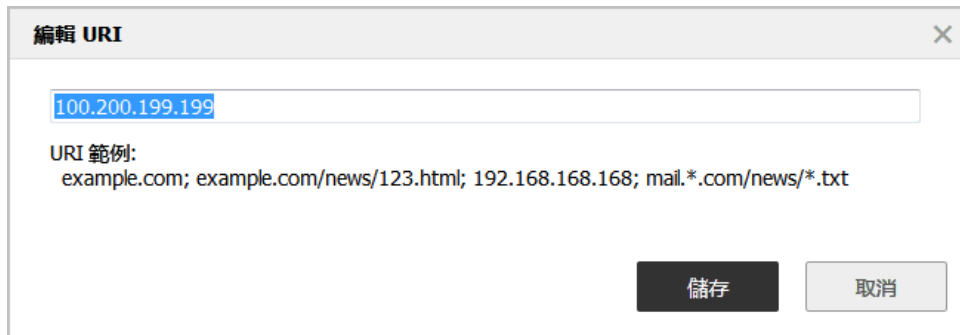 編輯 URI
100.200.199.199
URI 範例:
example.com; example.com/news/123.html; 192.168.168.168; mail.*.com/news/*.txt
儲存 取消